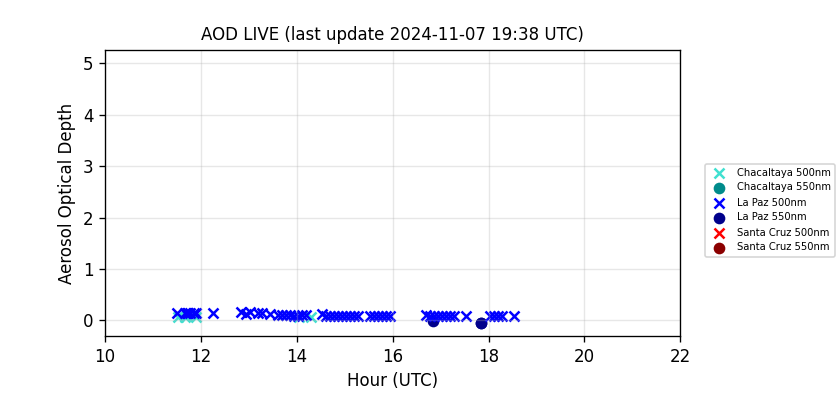 AOD LIVE (last update 2024-11-07 19:38 UTC)
Aerosol Optical Depth
5
4
3
2
1
0
10 12 14 16 18 20 22
Hour (UTC)
Chacaltaya 500nm
Chacaltaya 550nm
La Paz 500nm
La Paz 550nm
Santa Cruz 500nm
Santa Cruz 550nm